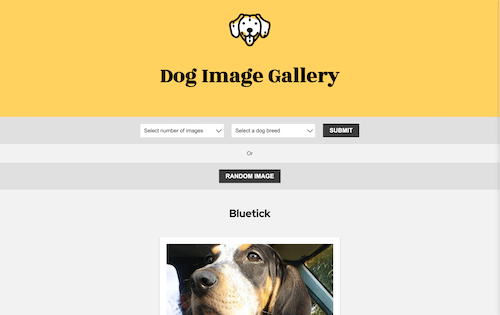 Dog Image Gallery
Select number of images
Select a dog breed
SUBMIT
Or
RANDOM IMAGE
Bluetick